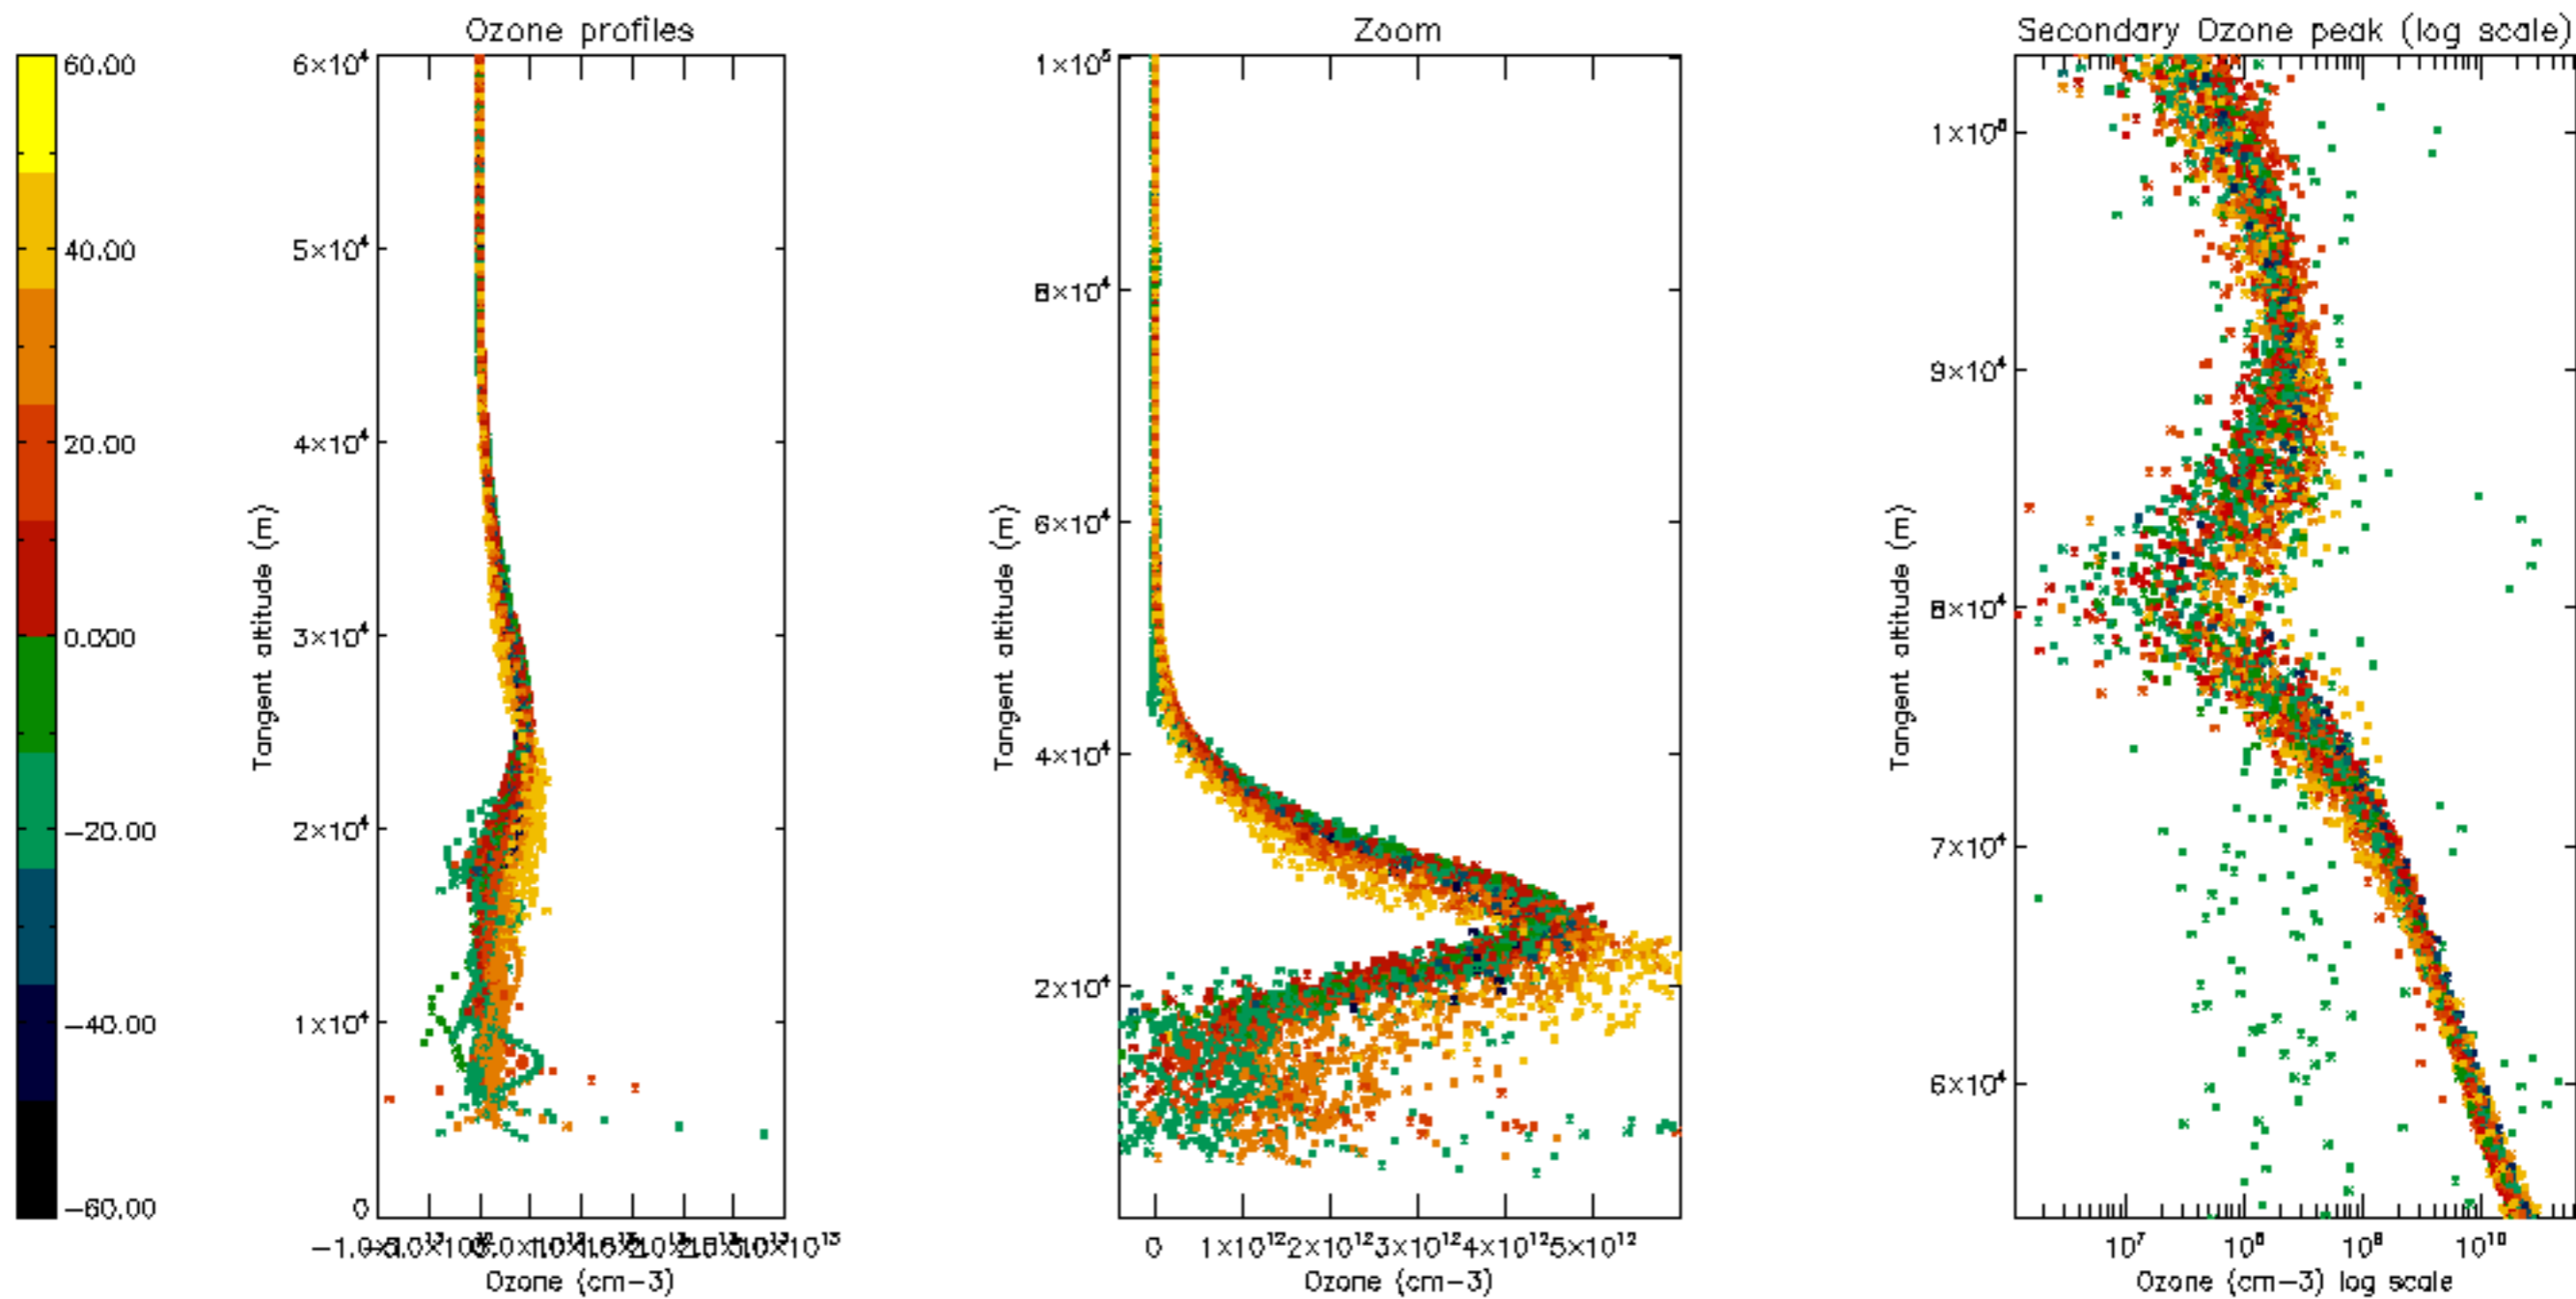 Ozone profiles
Zoom
Secondary Ozone peak (log scale)
60.00
40.00
20.00
0.000
-20.00
-40.00
-60.00
6×10⁴
5×10⁴
4×10⁴
3×10⁴
2×10⁴
1×10⁴
0
Tangent altitude (m)
Ozone (cm-3)
1×10⁵
8×10⁴
6×10⁴
4×10⁴
2×10⁴
Tangent altitude (m)
0 1×10¹² 2×10¹² 3×10¹² 4×10¹² 5×10¹²
Ozone (cm-3)
9×10⁴
8×10⁴
7×10⁴
6×10⁴
Tangent altitude (m)
10⁷ 10⁸ 10⁹ 10¹⁰
Ozone (cm-3) log scale